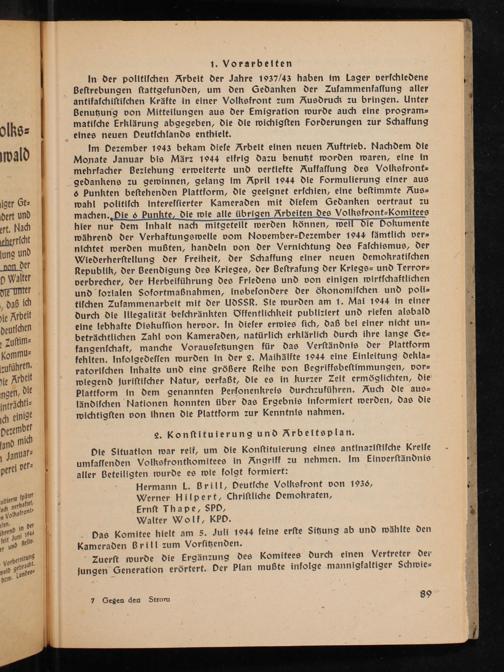 1. Vorarbeiten
In der politischen Arbeit der Jahre 1937/43 haben im Lager verschiedene
Bestrebungen stattgefunden, um den Gedanken der Zusammenfassung aller
antifaschistischen Kräfte in einer Volksfront zum Ausdruck zu bringen. Unter
Benutzung von Mitteilungen aus der Emigration wurde auch eine program-
matische Erklärung abgegeben, die die wichtigsten Forderungen zur Schaffung
eines neuen Deutschlands enthielt.
Im Dezember 1943 bekam diese Arbeit einen neuen Auftrieb. Nachdem die
Monate Januar bis März 1944 eifrig dazu benutzt worden waren, eine in
mehrfacher Beziehung erweiterte und vertiefte Auffassung des Volksfront-
gedankens zu gewinnen, gelang im April 1944 die Formulierung einer aus
6 Punkten bestehenden Plattform, die geeignet erschien, eine bestimmte Aus-
wahl politisch interessierter Kameraden mit diesem Gedanken vertraut zu
machen. Die 6 Punkte, die wie alle übrigen Arbeiten des Volksfront-Komitees
hier nur dem Inhalt nach mitgeteilt werden können, weil die Dokumente
während der Verhaftungswelle vom November-Dezember 1944 sämtlich ver-
nichtet werden mußten, handeln von der Vernichtung des Faschismus, der
Wiederherstellung der Freiheit, der Schaffung einer neuen demokratischen
Republik, der Beendigung des Krieges, der Bestrafung der Kriegs- und Terror-
verbrecher, der Herbeiführung des Friedens und von einigen wirtschaftlichen
und sozialen Sofortmaßnahmen, insbesondere der ökonomischen und poli-
tischen Zusammenarbeit mit der UdSSR. Sie wurden am 1. Mai 1944 in einer
durch die Illegalität beschränkten Öffentlichkeit publiziert und riefen alsbald
eine lebhafte Diskussion hervor. In dieser erwies sich, daß bei einer nicht un-
beträchtlichen Zahl von Kameraden, natürlich erklärlich durch ihre lange Ge-
fangenschaft, manche Voraussetzungen für das Verständnis der Plattform
fehlten. Infolgedessen wurden in der 2. Maihälfte 1944 eine Einleitung dekla-
ratorischen Inhalts und eine größere Reihe von Begriffsbestimmungen, vor-
wiegend juristischer Natur, verfaßt, die es in kurzer Zeit ermöglichten, die
Plattform in dem genannten Personenkreis durchzuführen. Auch die aus-
ländischen Nationen konnten über das Ergebnis informiert werden, das die
wichtigsten von ihnen die Plattform zur Kenntnis nahmen.
2. Konstituierung und Arbeitsplan.
Die Situation war reif, um die Konstituierung eines antinazistische Kreise
umfassenden Volksfrontkomitees in Angriff zu nehmen. Im Einverständnis
aller Beteiligten wurde es wie folgt formiert:
Hermann L. Brill, Deutsche Volksfront von 1936,
Werner Hilpert, Christliche Demokraten,
Ernst Thape, SPD,
Walter Wolf, KPD.
Das Komitee hielt am 5. Juli 1944 seine erste Sitzung ab und wählte den
Kameraden Brill zum Vorsitzenden.
Zuerst wurde die Ergänzung des Komitees durch einen Vertreter der
jungen Generation erörtert. Der Plan mußte infolge mannigfaltiger Schwie-
7 Gegen den Strom
89